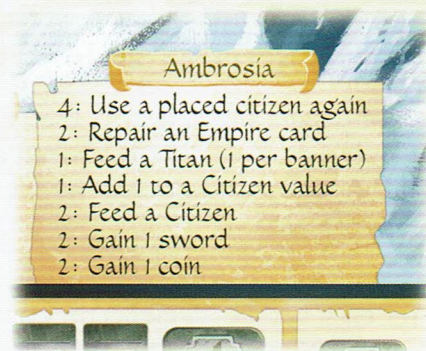 Ambrosia
4: Use a placed citizen again
2: Repair an Empire card
1: Feed a Titan (1 per banner)
1: Add 1 to a Citizen value
2: Feed a Citizen
2: Gain 1 sword
2: Gain 1 coin